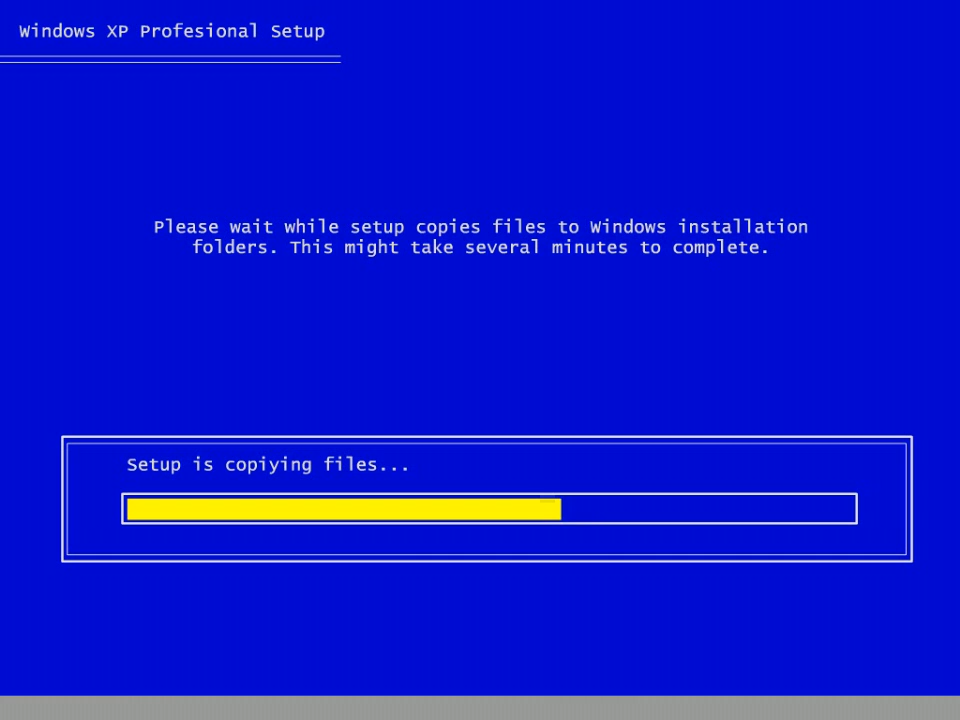 Windows XP Profesional Setup
Please wait while setup copies files to Windows installation
folders. This might take several minutes to complete.
Setup is copiying files...